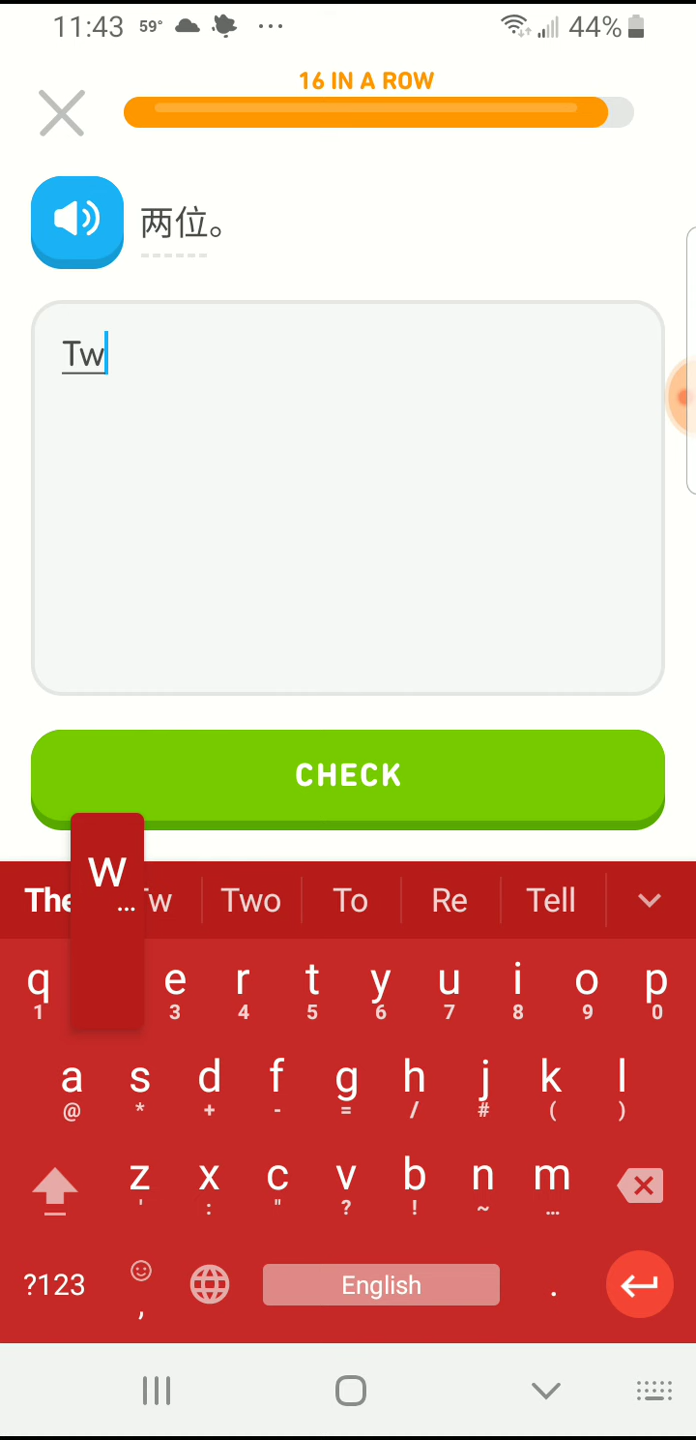 11:43 59° ... 44%
16 IN A ROW
两位。
Tw
CHECK
W
...
The Tw Two To Re Tell
q e r t y u i o p
1 3 4 5 6 7 8 9 0
a s d f g h j k l
@ * + - = / # ( )
z x c v b n m
' : " ? ! ~ ...
?123 , English .